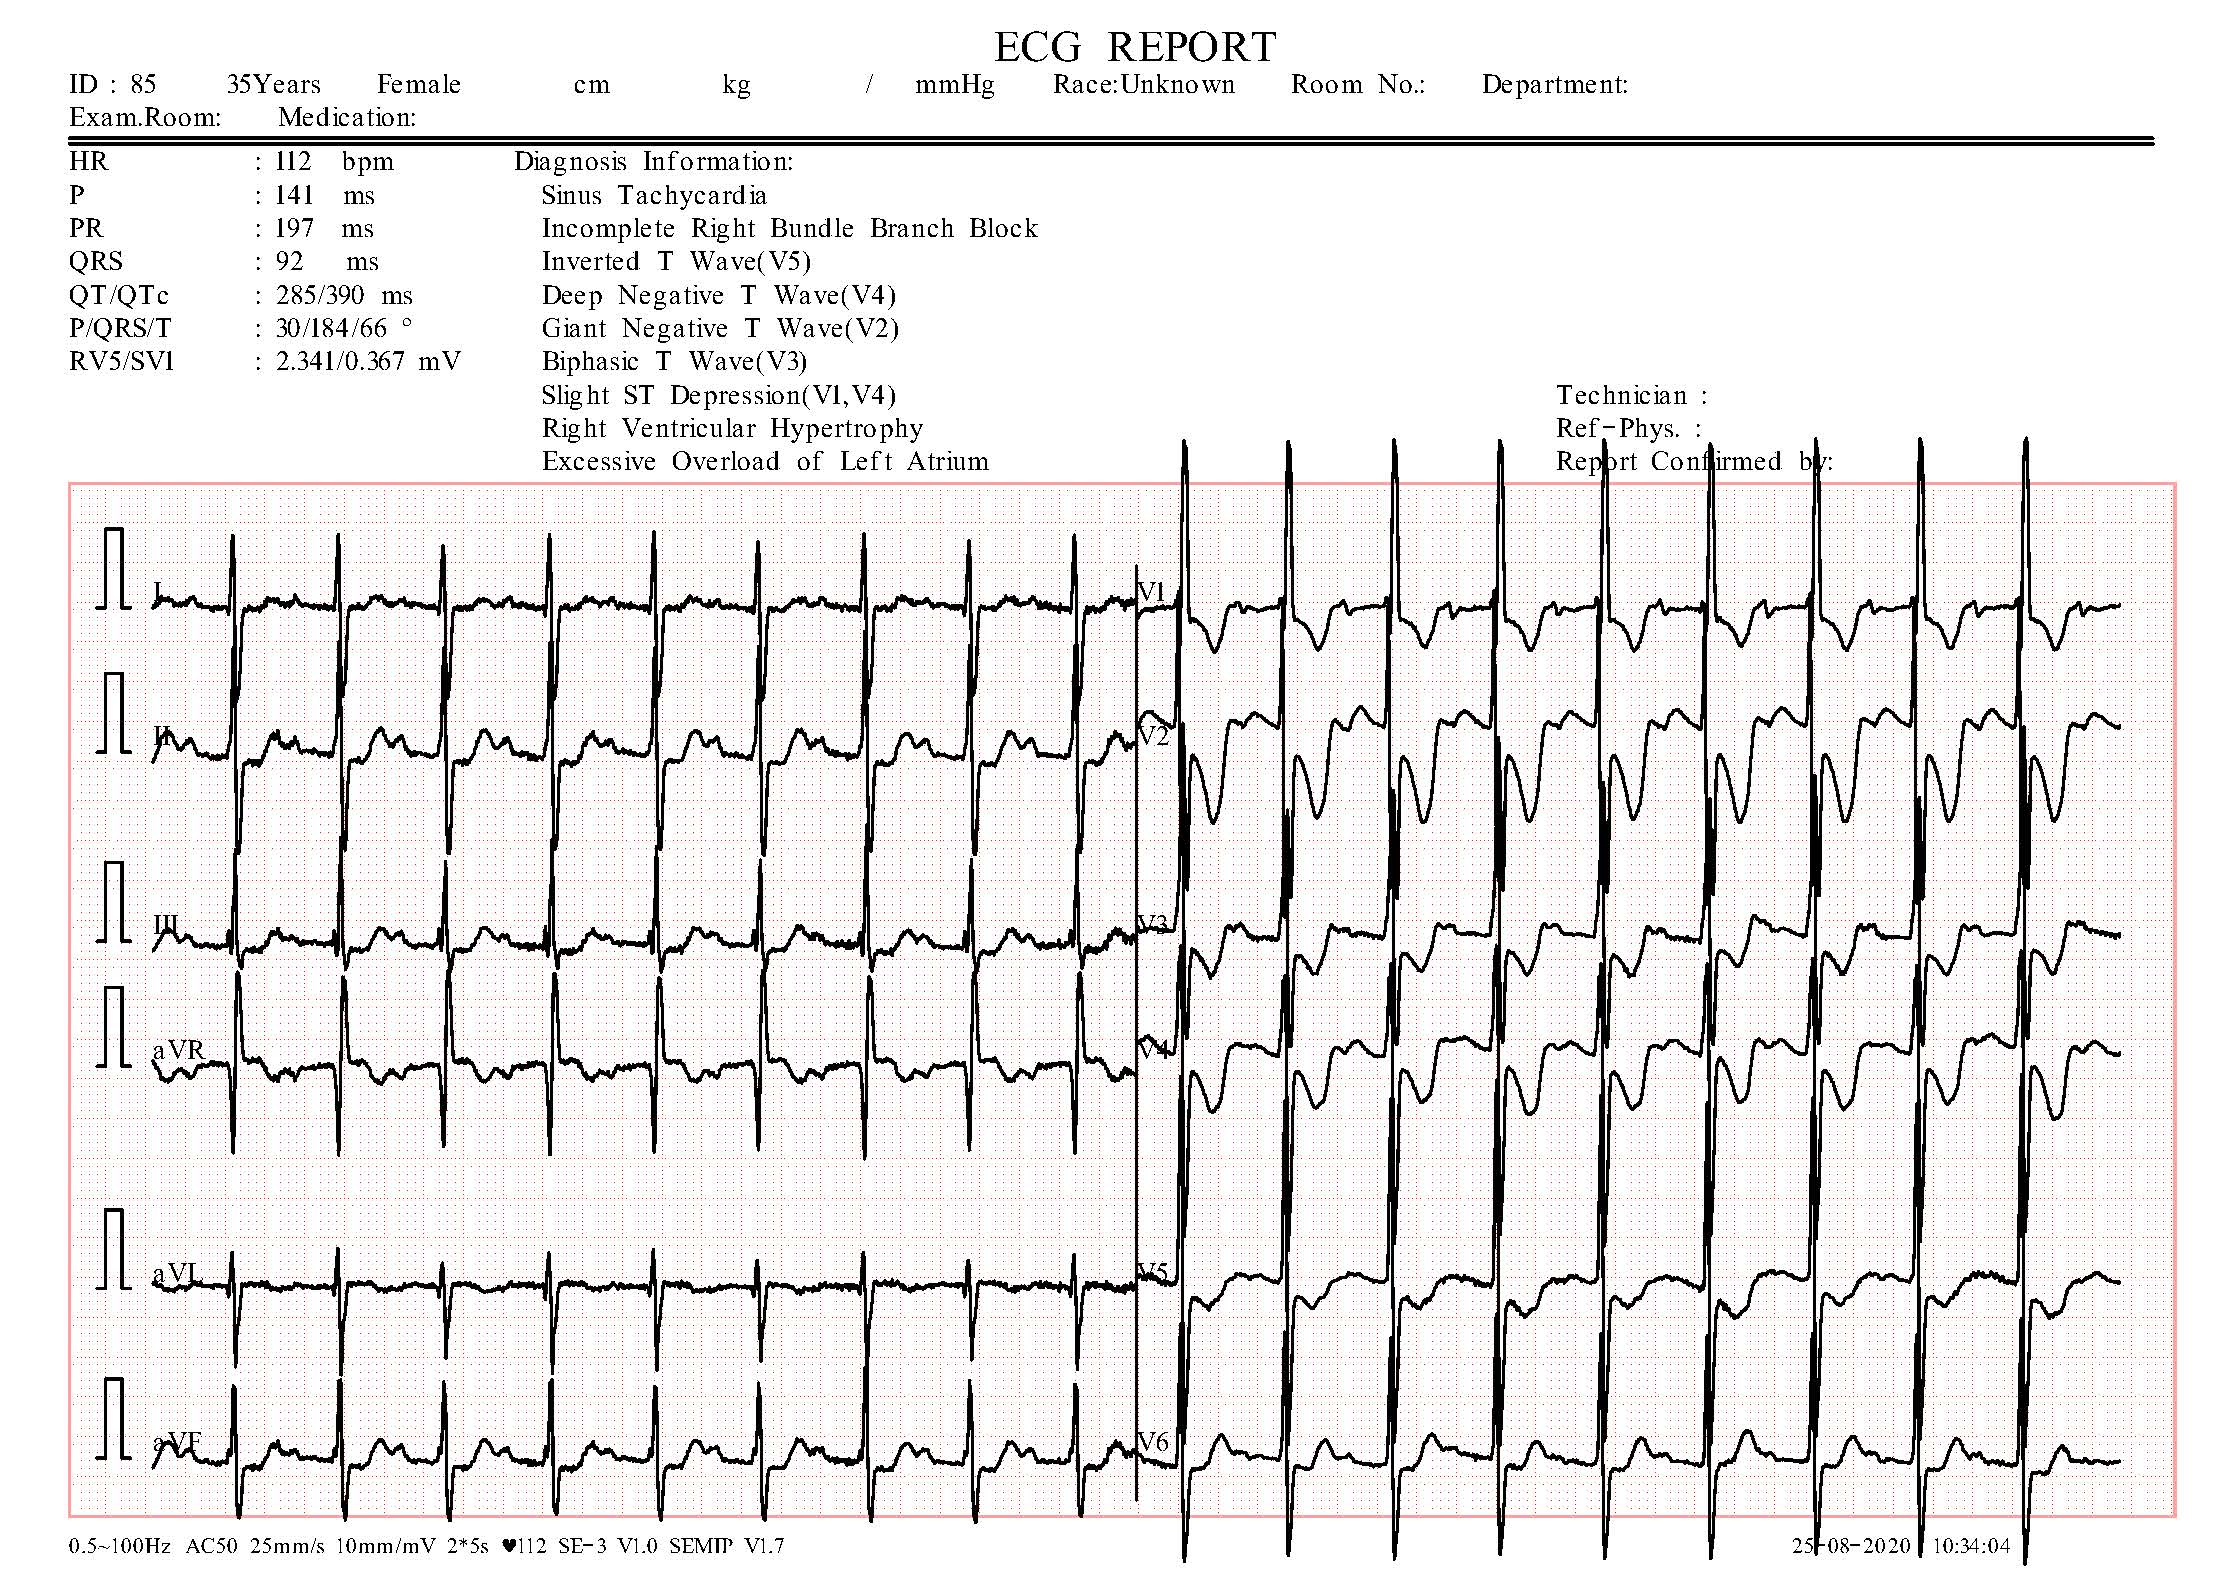 ECG REPORT
ID : 85 35Years Female cm kg / mmHg Race:Unknown Room No.: Department:
Exam.Room: Medication:
HR : 112 bpm
P : 141 ms
PR : 197 ms
QRS : 92 ms
QT/QTc : 285/390 ms
P/QRS/T : 30/184/66 °
RV5/SV1 : 2.341/0.367 mV
Diagnosis Information:
Sinus Tachycardia
Incomplete Right Bundle Branch Block
Inverted T Wave(V5)
Deep Negative T Wave(V4)
Giant Negative T Wave(V2)
Biphasic T Wave(V3)
Slight ST Depression(V1,V4)
Right Ventricular Hypertrophy
Excessive Overload of Left Atrium
Technician :
Ref-Phys. :
Report Confirmed by:
I
II
III
aVR
aVL
aVF
V1
V2
V3
V4
V5
V6
0.5~100Hz AC50 25mm/s 10mm/mV 2*5s ♥112 SE-3 V1.0 SEMIP V1.7
25-08-2020 10:34:04